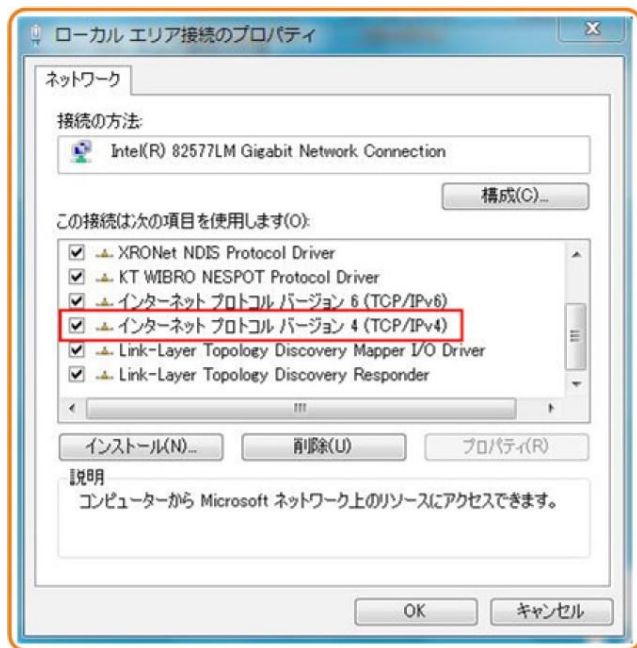 ローカル エリア接続のプロパティ
ネットワーク
接続の方法:
Intel(R) 82577LM Gigabit Network Connection
構成(C)...
この接続は次の項目を使用します(O):
XRONet NDIS Protocol Driver
KT WIBRO NESPOT Protocol Driver
インターネット プロトコル バージョン 6 (TCP/IPv6)
インターネット プロトコル バージョン 4 (TCP/IPv4)
Link-Layer Topology Discovery Mapper I/O Driver
Link-Layer Topology Discovery Responder
インストール(N)... 削除(U) プロパティ(R)
説明
コンピューターから Microsoft ネットワーク上のリソースにアクセスできます。
OK キャンセル